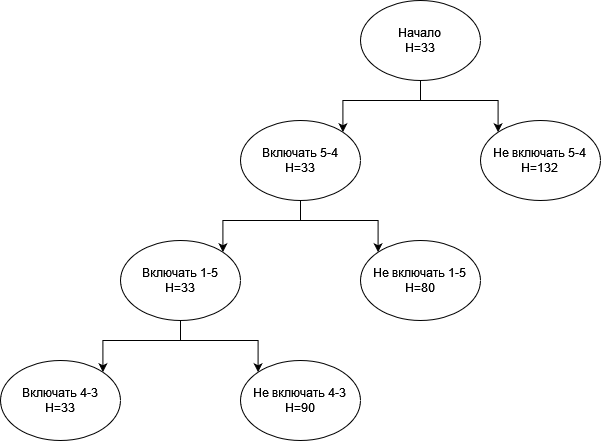 Начало
H=33
Включать 5-4
H=33
Не включать 5-4
H=132
Включать 1-5
H=33
Не включать 1-5
H=80
Включать 4-3
H=33
Не включать 4-3
H=90